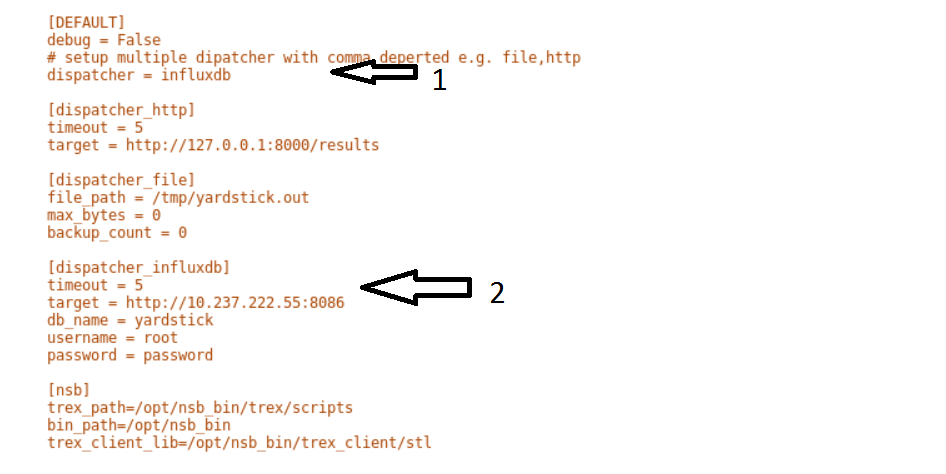 [DEFAULT]
debug = False
# setup multiple dipatcher with comma deperted e.g. file,http
dispatcher = influxdb
1
[dispatcher_http]
timeout = 5
target = http://127.0.0.1:8000/results
[dispatcher_file]
file_path = /tmp/yardstick.out
max_bytes = 0
backup_count = 0
[dispatcher_influxdb]
timeout = 5
2
target = http://10.237.222.55:8086
db_name = yardstick
username = root
password = password
[nsb]
trex_path=/opt/nsb_bin/trex/scripts
bin_path=/opt/nsb_bin
trex_client_lib=/opt/nsb_bin/trex_client/stl